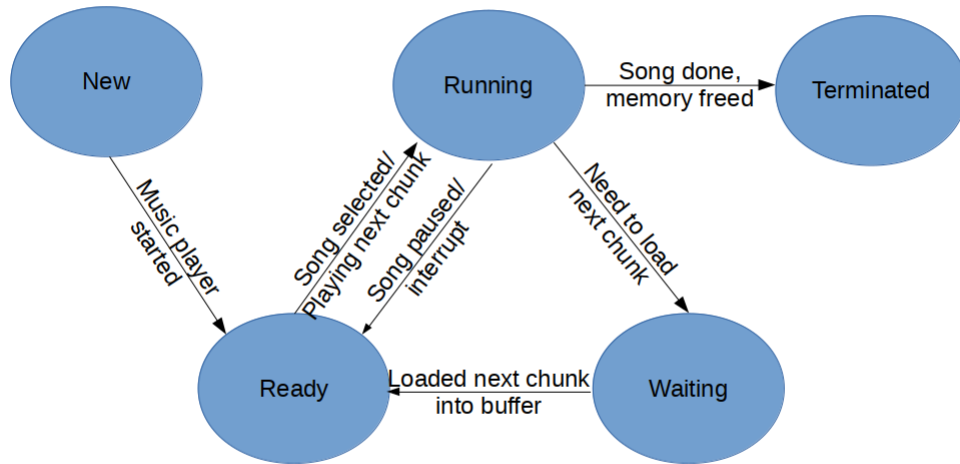 New
Running
Terminated
Song done,
memory freed
Music player
started
Song selected/
Playing next chunk
Song paused/
interrupt
Need to load
next chunk
Ready
Loaded next chunk
into buffer
Waiting